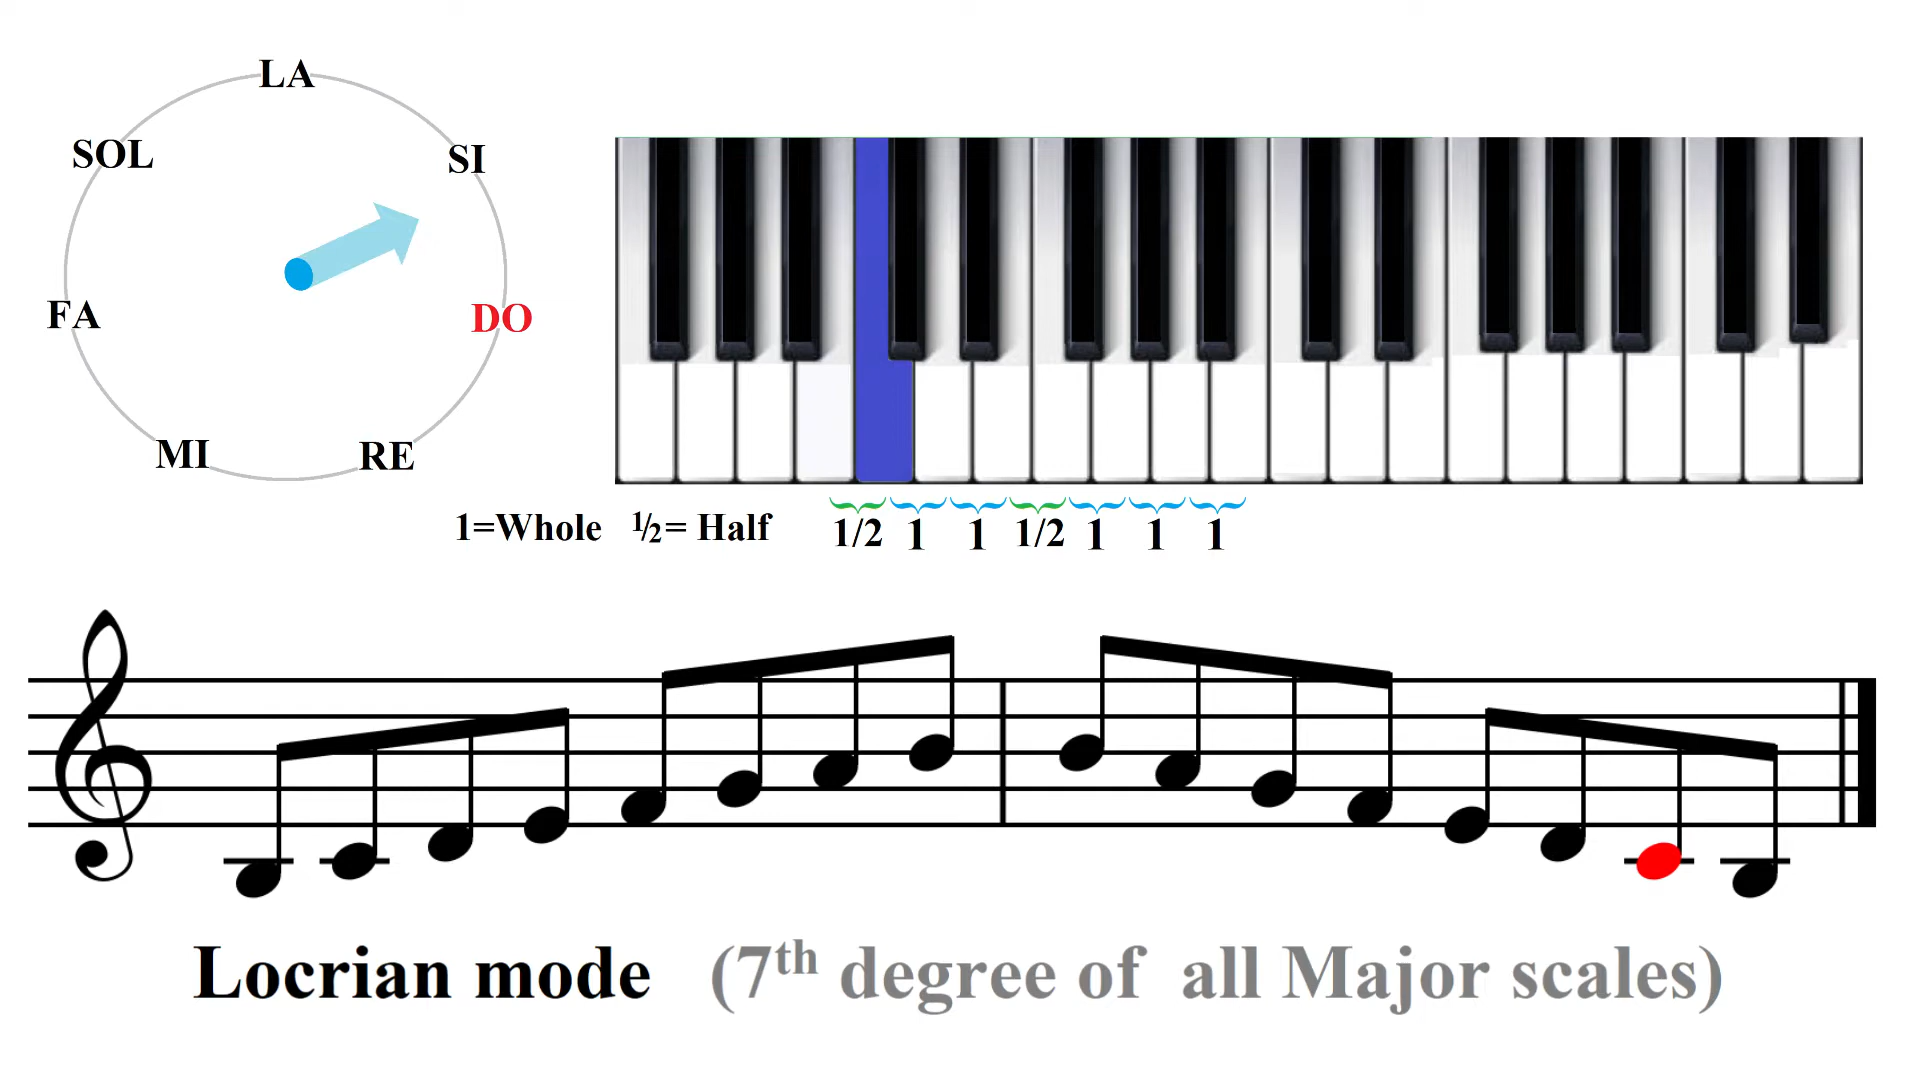 LA
SOL
SI
FA
DO
MI
RE
1=Whole ½= Half
1/2 1 1 1/2 1 1 1
Locrian mode (7th degree of all Major scales)